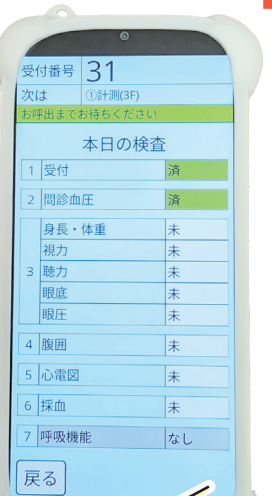 受付番号 31
次は ①計測(3F)
お呼出までお待ちください
本日の検査
1 受付 済
2 問診血圧 済
3 身長・体重 未
視力 未
聴力 未
眼底 未
眼圧 未
4 腹囲 未
5 心電図 未
6 採血 未
7 呼吸機能 なし
戻る